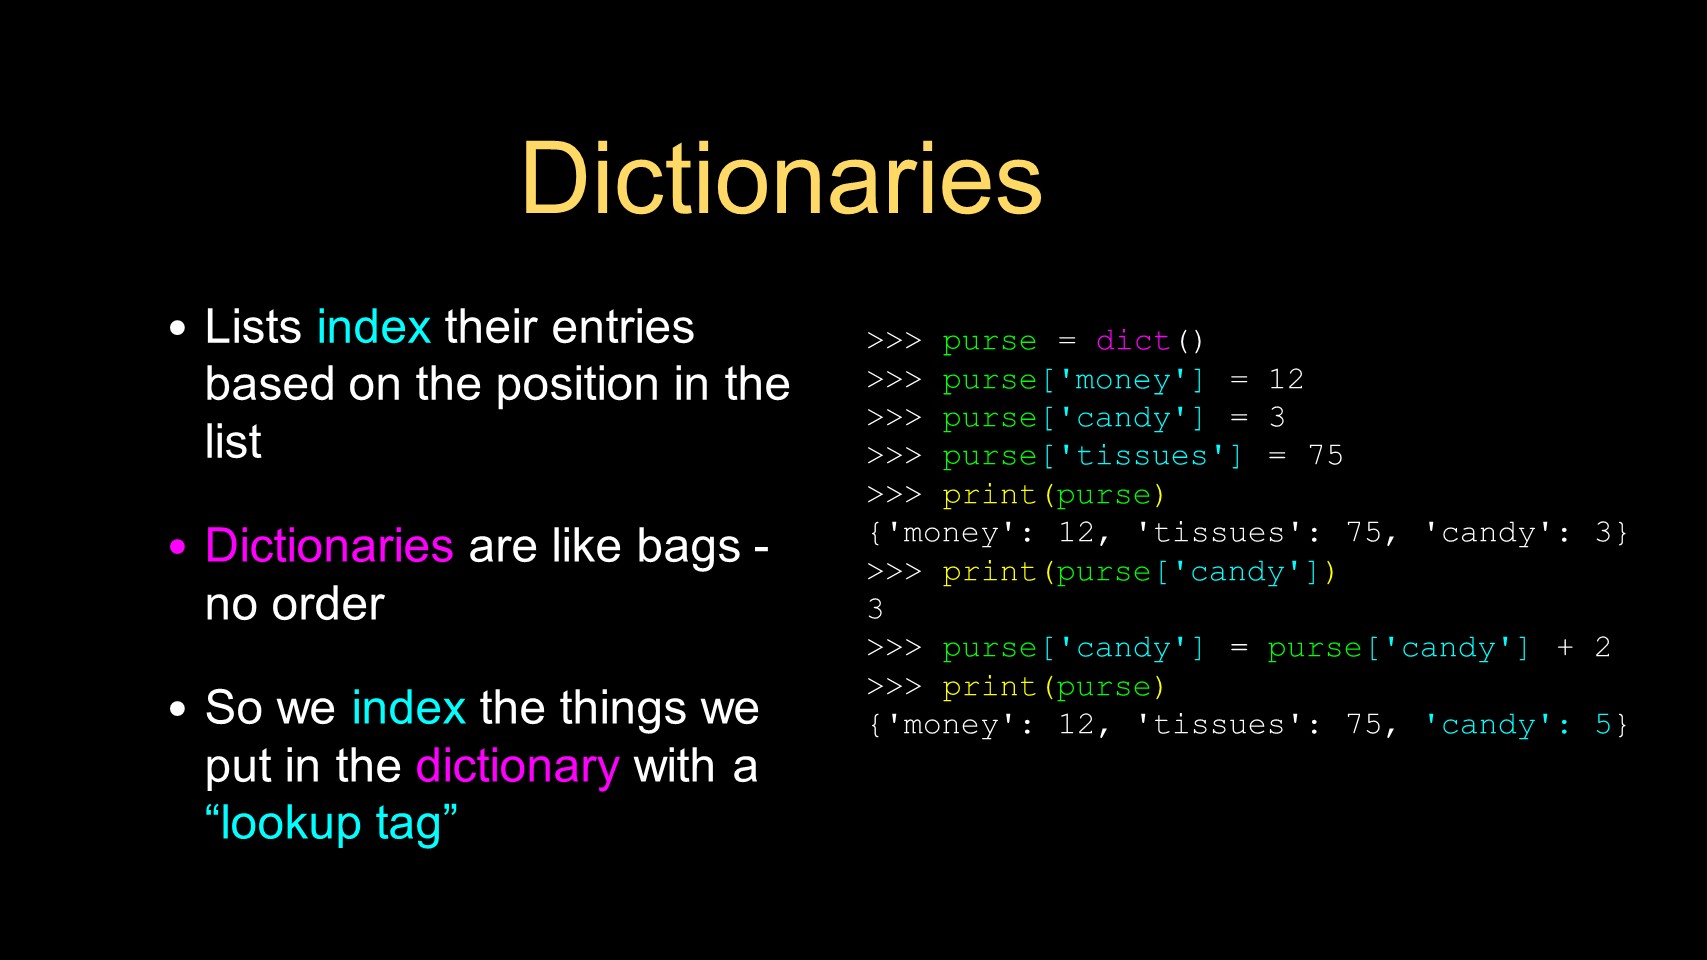 Dictionaries
• Lists index their entries
based on the position in the
list
• Dictionaries are like bags -
no order
• So we index the things we
put in the dictionary with a
“lookup tag”
>>> purse = dict()
>>> purse['money'] = 12
>>> purse['candy'] = 3
>>> purse['tissues'] = 75
>>> print(purse)
{'money': 12, 'tissues': 75, 'candy': 3}
>>> print(purse['candy'])
3
>>> purse['candy'] = purse['candy'] + 2
>>> print(purse)
{'money': 12, 'tissues': 75, 'candy': 5}